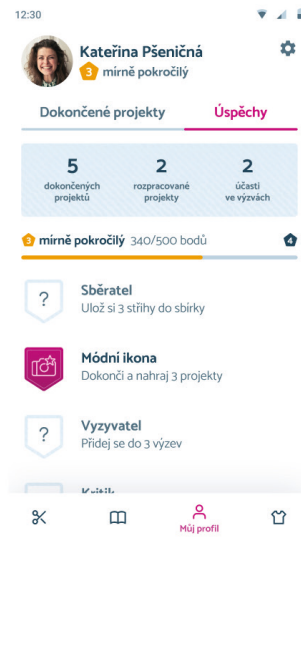 12:30
Kateřina Pšeničná
3 mírně pokročilý
Dokončené projekty
Úspěchy
5
dokončených
projektů
2
rozpracované
projekty
2
účasti
ve výzvách
3 mírně pokročilý 340/500 bodů 4
?
Sběratel
Ulož si 3 střihy do sbirky
Módní ikona
Dokonči a nahraj 3 projekty
?
Vyzyvatel
Přidej se do 3 výzev
Kritik
Můj profil